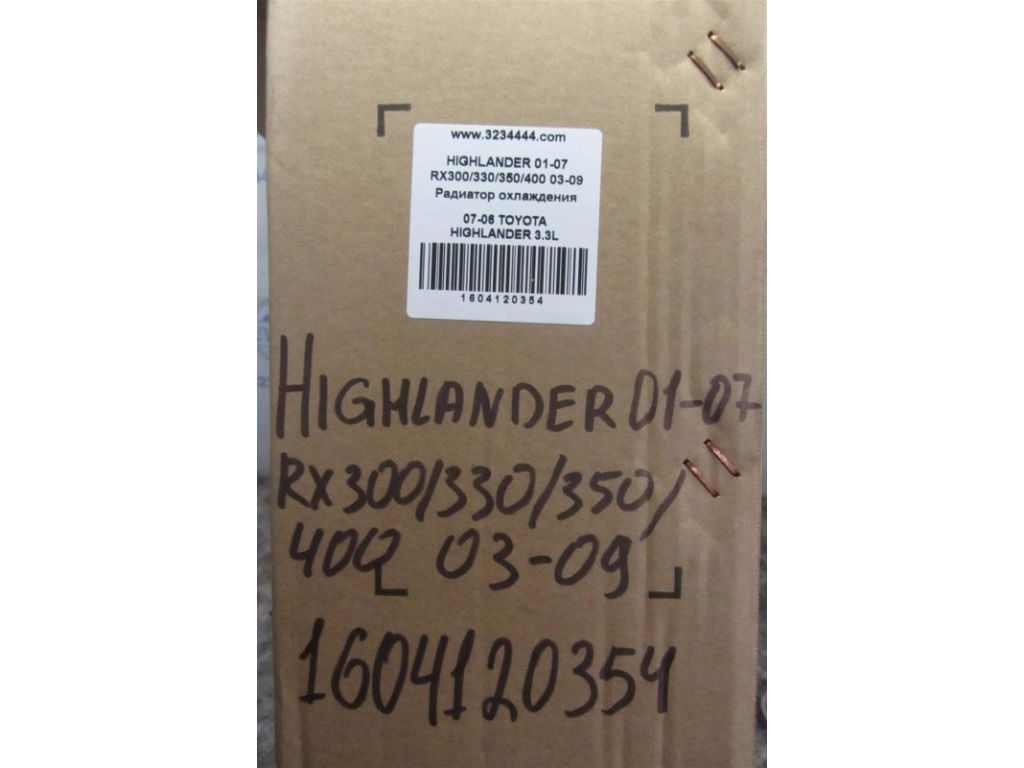 www.3234444.com
HIGHLANDER 01-07
RX300/330/350/400 03-09
Радиатор охлаждения
07-06 TOYOTA
HIGHLANDER 3.3L
1604120354
HIGHLANDER 01-07
RX300/330/350/
400 03-09
1604120354